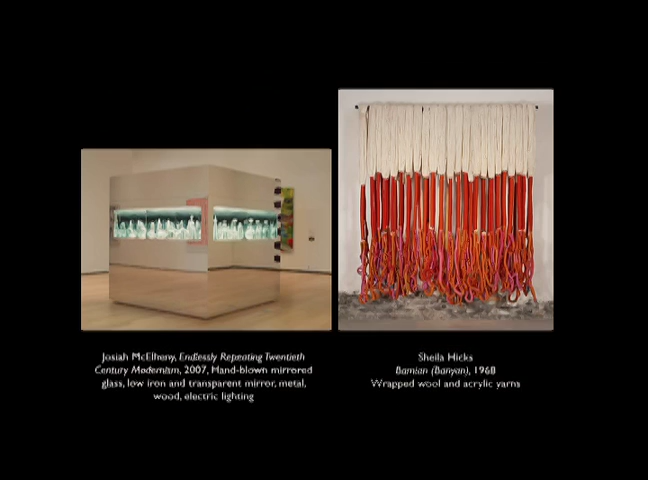 Josiah McElheny, Endlessly Repeating Twentieth
Century Modernism, 2007, Hand-blown mirrored
glass, low iron and transparent mirror, metal,
wood, electric lighting
Sheila Hicks
Bamian (Banyan), 1968
Wrapped wool and acrylic yarns